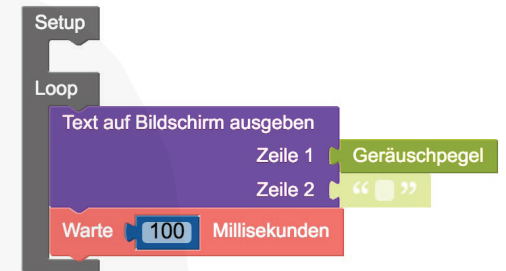 Setup
Loop
Text auf Bildschirm ausgeben
Zeile 1 Geräuschpegel
Zeile 2 “ ”
Warte 100 Millisekunden